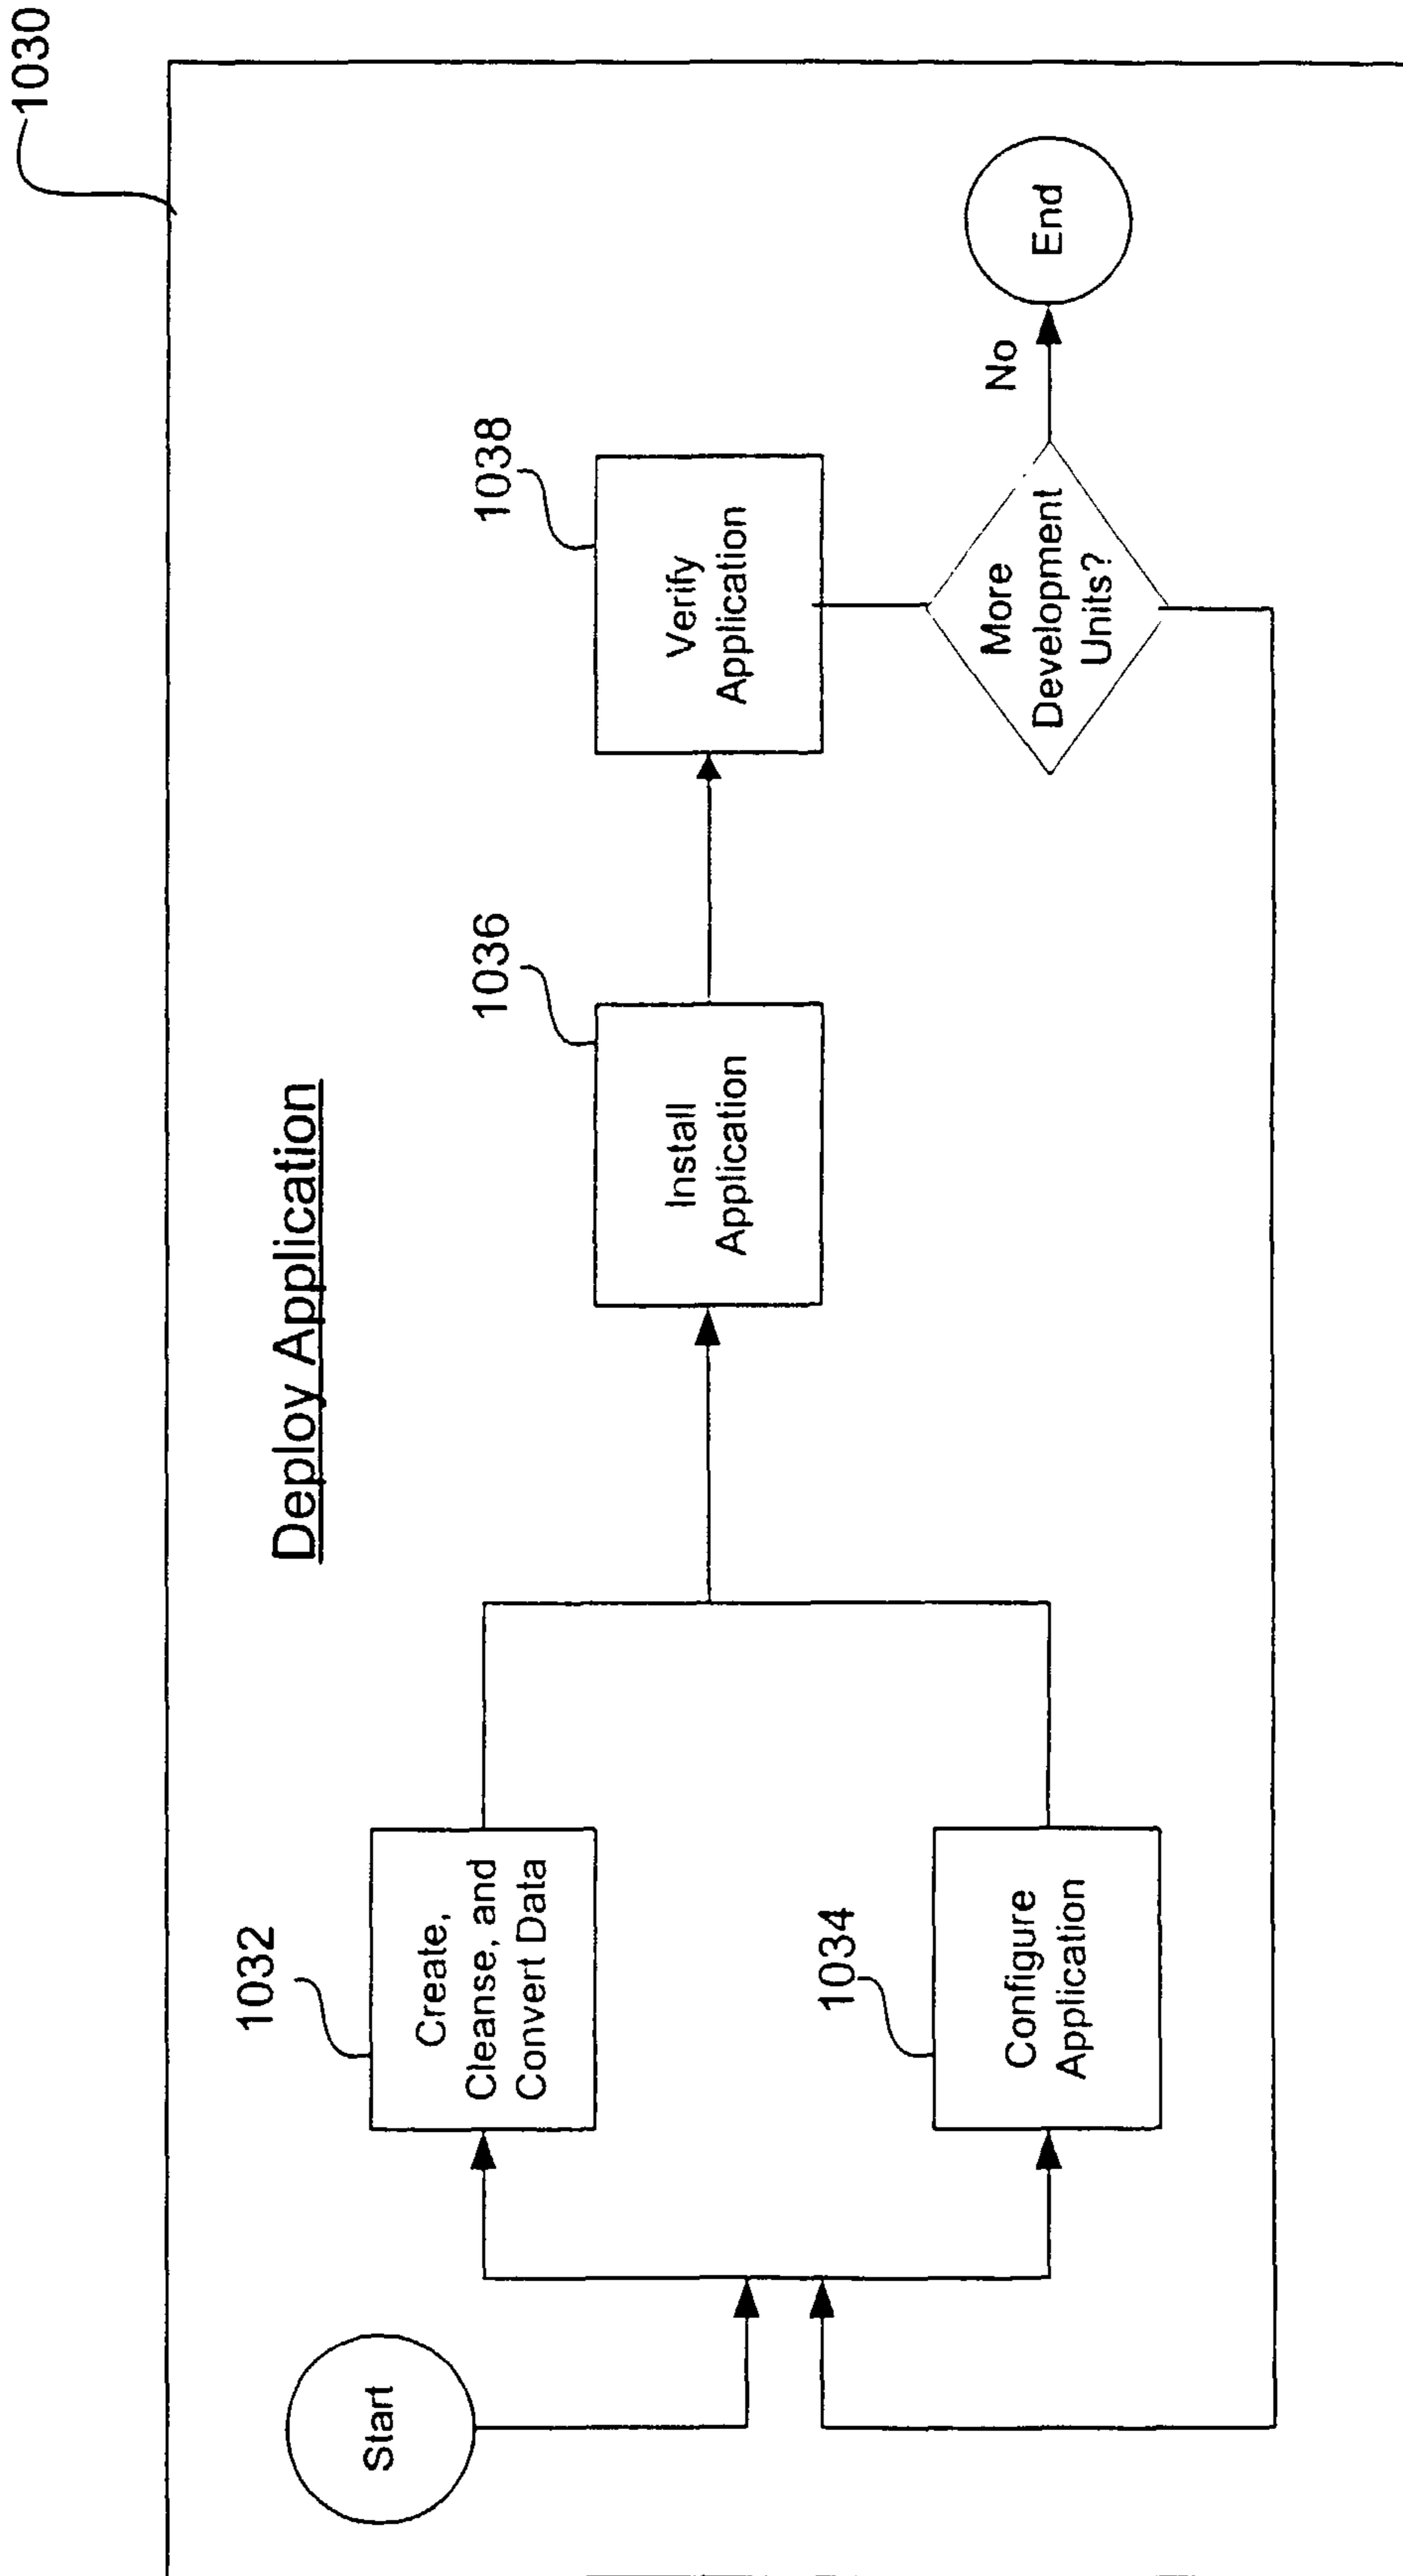 1030
Deploy Application
Start
1032
Create,
Cleanse, and
Convert Data
1034
Configure
Application
1036
Install
Application
1038
Verify
Application
More
Development
Units?
No
End